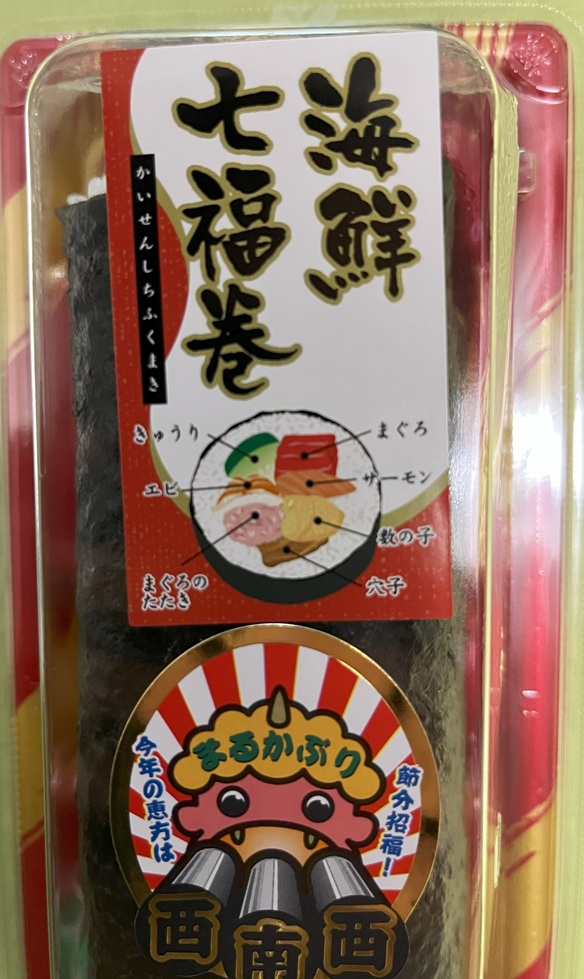 海鮮
七福巻
かいせんしちふくまき
きゅうり
まぐろ
エビ
サーモン
数の子
まぐろの
たたき
穴子
まるかぶり
今年の恵方は
節分招福！
西南西